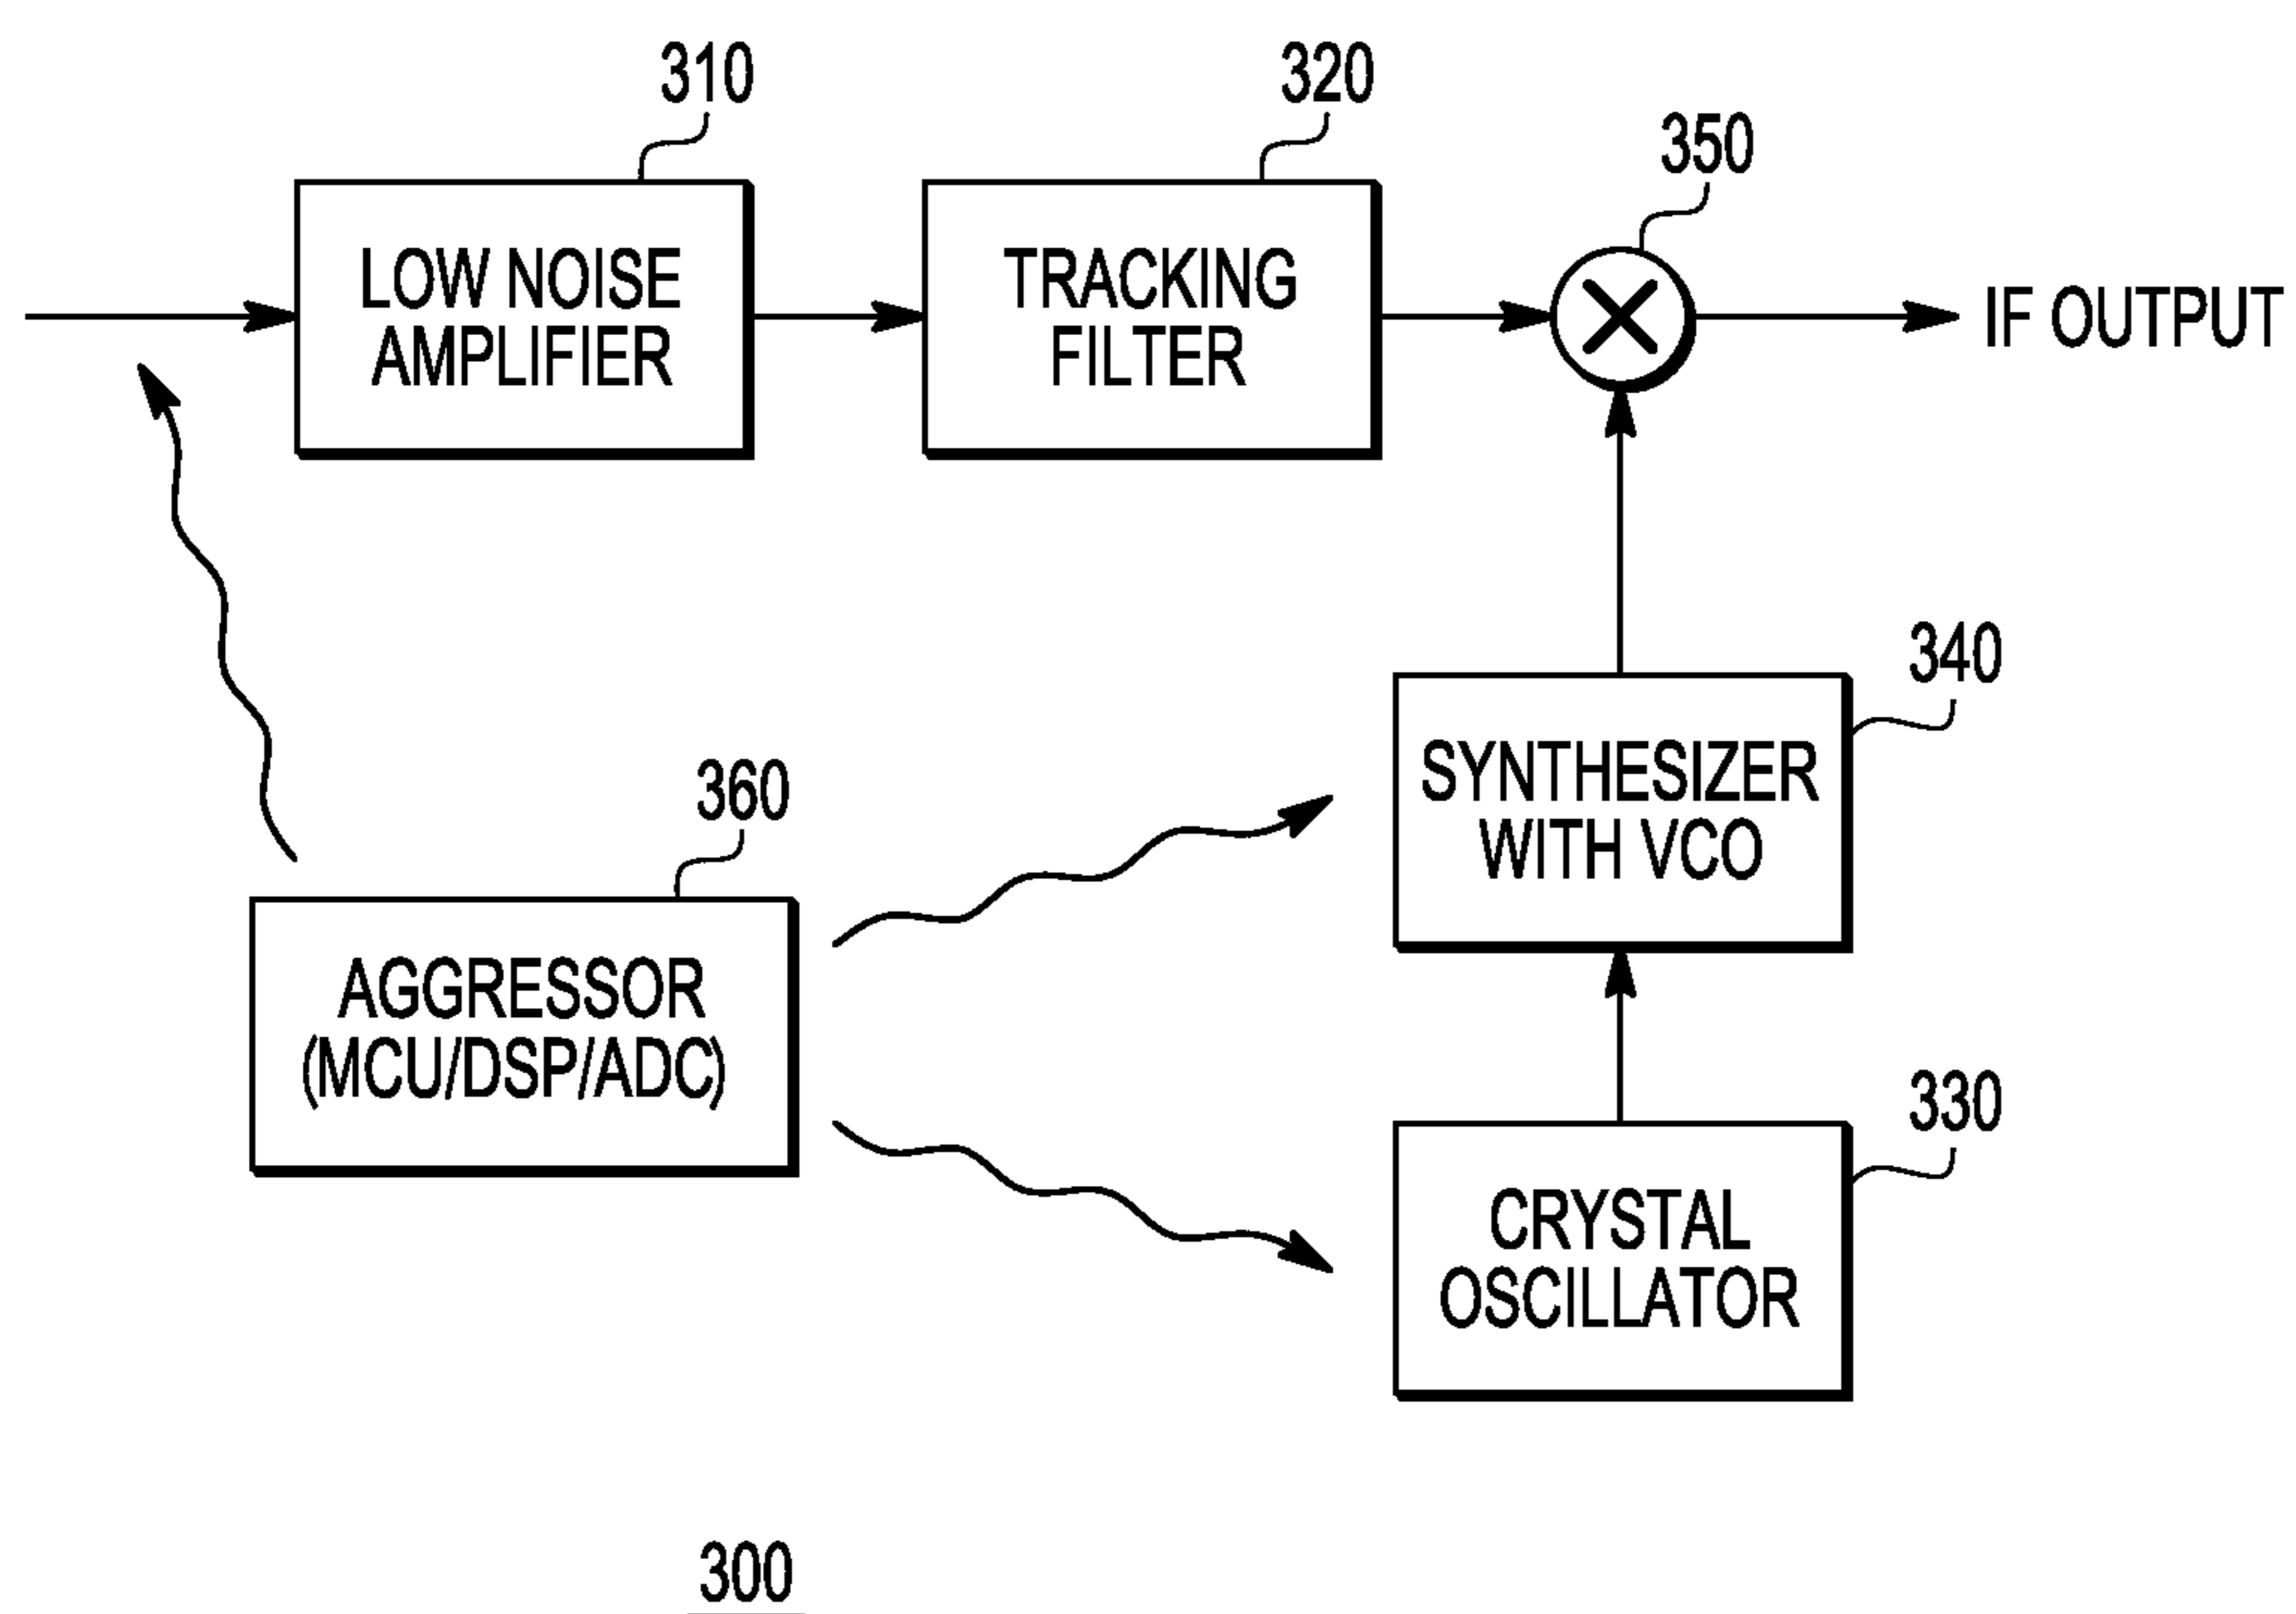 310
320
350
LOW NOISE
AMPLIFIER
TRACKING
FILTER
IF OUTPUT
340
SYNTHESIZER
WITH VCO
360
AGGRESSOR
(MCU/DSP/ADC)
330
CRYSTAL
OSCILLATOR
300